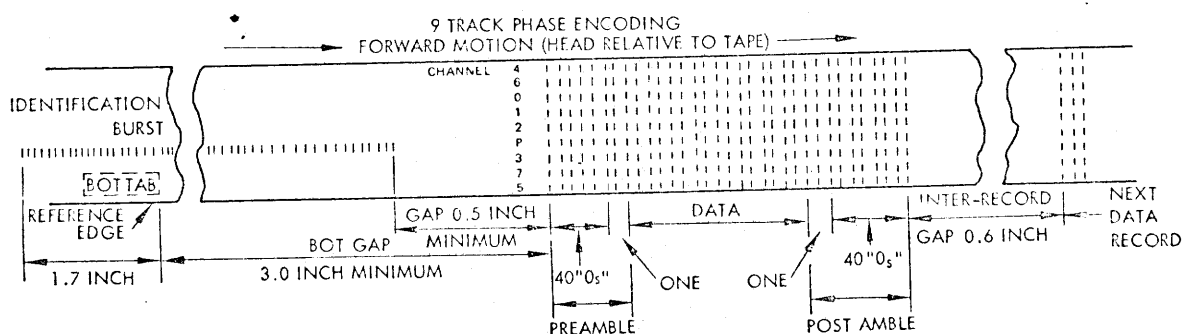 9 TRACK PHASE ENCODING
FORWARD MOTION (HEAD RELATIVE TO TAPE)
CHANNEL
4
6
0
1
2
P
3
7
5
IDENTIFICATION
BURST
BOT TAB
REFERENCE
EDGE
1.7 INCH
GAP 0.5 INCH
MINIMUM
BOT GAP
3.0 INCH MINIMUM
DATA
INTER-RECORD
GAP 0.6 INCH
NEXT
DATA
RECORD
40"0s"
ONE
ONE
40"0s"
PREAMBLE
POST AMBLE